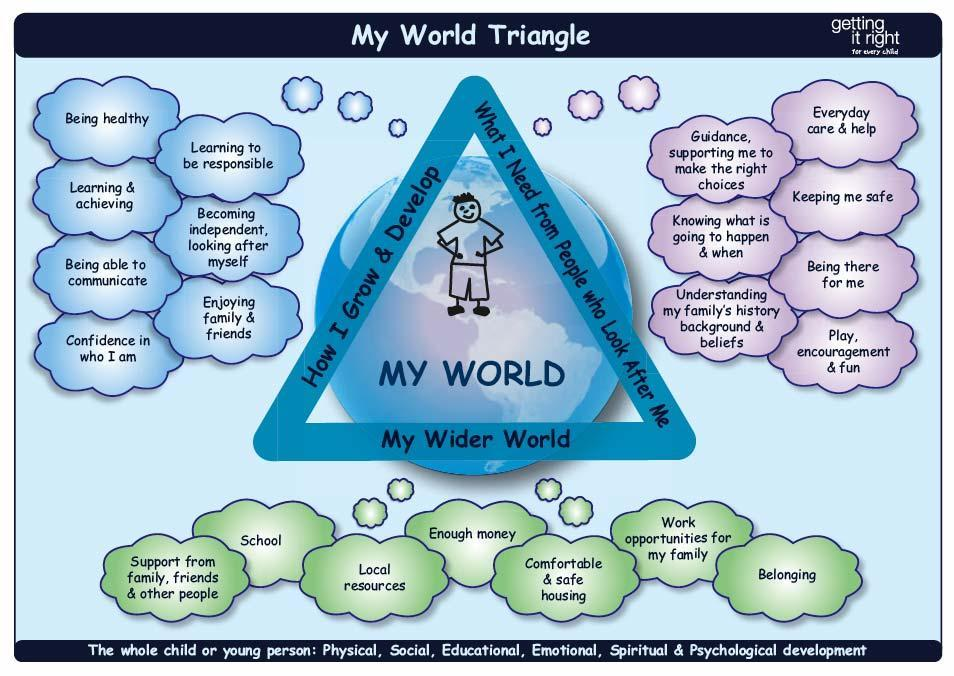 My World Triangle
getting
it right
for every child
Being healthy
Learning to
be responsible
Learning &
achieving
Becoming
independent,
looking after
myself
Being able to
communicate
Enjoying
family &
friends
Confidence in
who I am
How I Grow & Develop
What I Need from People who Look After Me
My Wider World
MY WORLD
Everyday
care & help
Guidance,
supporting me to
make the right
choices
Keeping me safe
Knowing what is
going to happen
& when
Being there
for me
Understanding
my family's history
background &
beliefs
Play,
encouragement
& fun
Support from
family, friends
& other people
School
Local
resources
Enough money
Comfortable
& safe
housing
Work
opportunities for
my family
Belonging
The whole child or young person: Physical, Social, Educational, Emotional, Spiritual & Psychological development